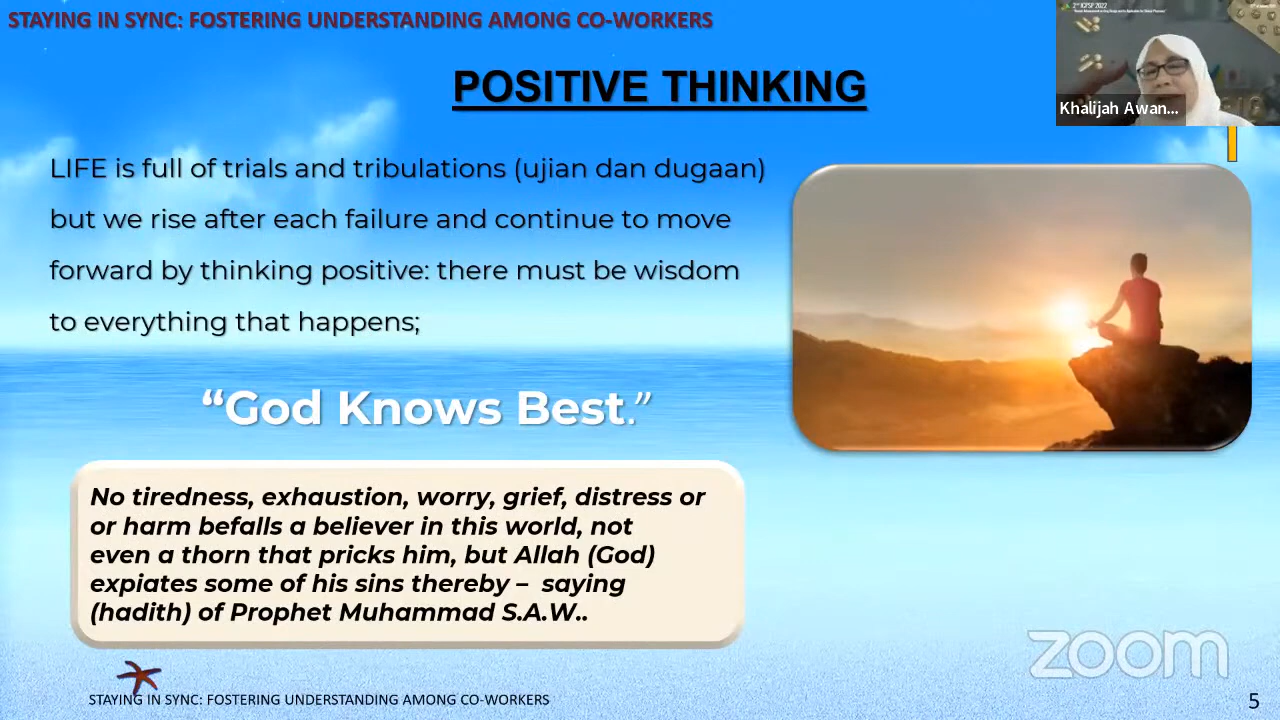 STAYING IN SYNC: FOSTERING UNDERSTANDING AMONG CO-WORKERS
POSITIVE THINKING
2nd ICPSP 2022
Khalijah Awan...
LIFE is full of trials and tribulations (ujian dan dugaan)
but we rise after each failure and continue to move
forward by thinking positive: there must be wisdom
to everything that happens;
“God Knows Best.”
No tiredness, exhaustion, worry, grief, distress or
or harm befalls a believer in this world, not
even a thorn that pricks him, but Allah (God)
expiates some of his sins thereby – saying
(hadith) of Prophet Muhammad S.A.W..
zoom
STAYING IN SYNC: FOSTERING UNDERSTANDING AMONG CO-WORKERS
5